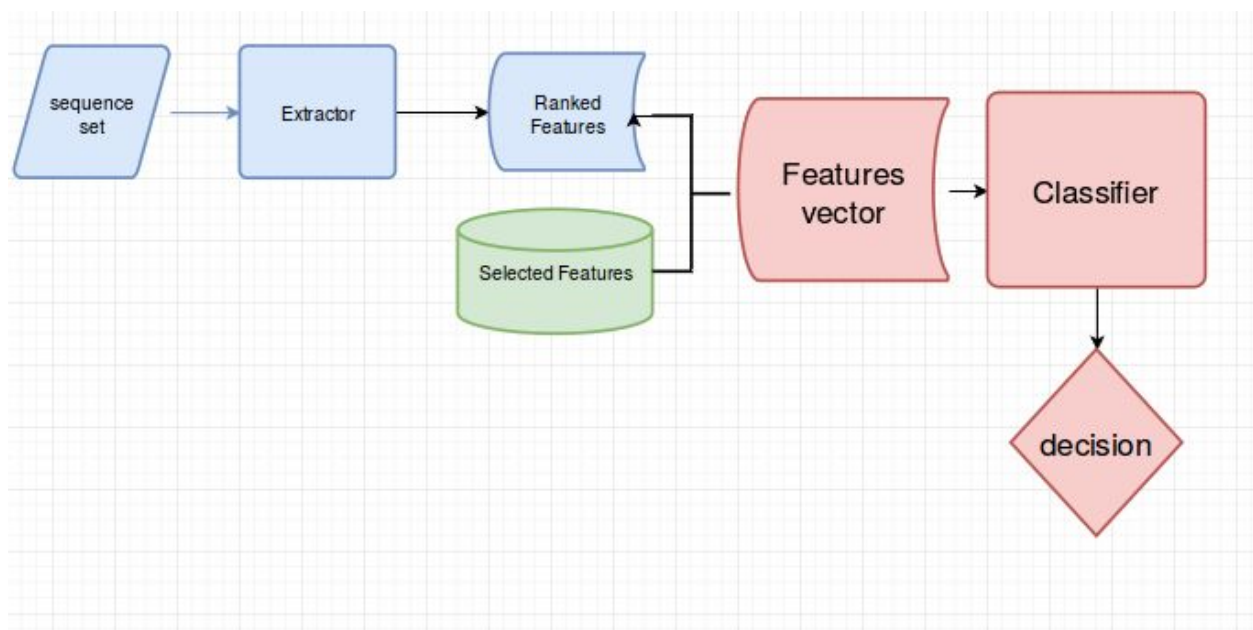 sequence
set
Extractor
Ranked
Features
Selected Features
Features
vector
Classifier
decision